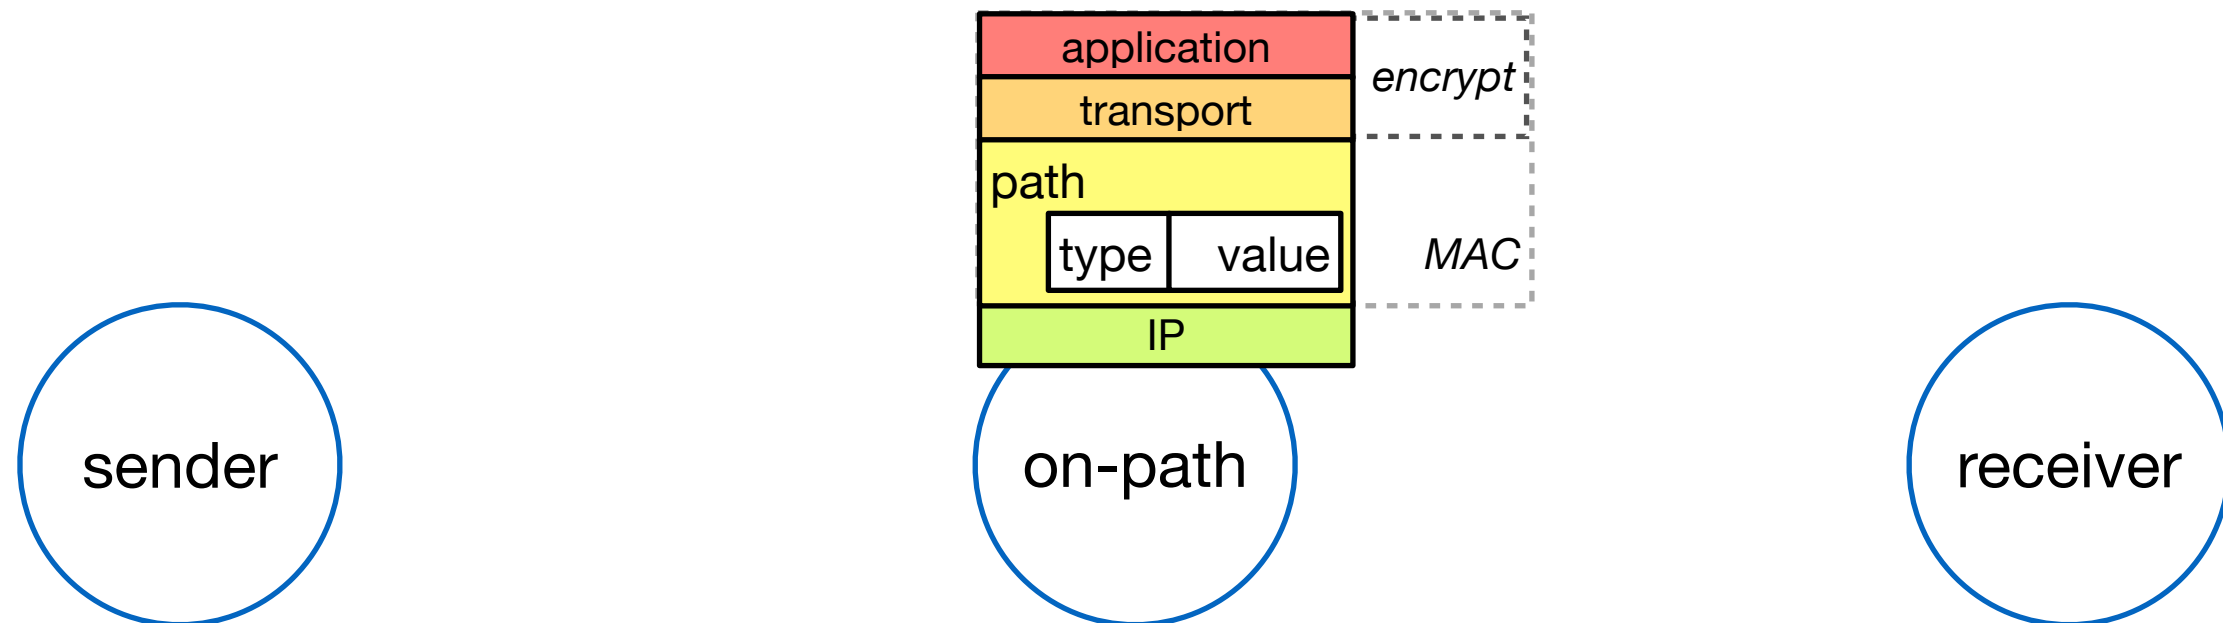 application
encrypt
transport
path
type value
MAC
IP
sender
on-path
receiver